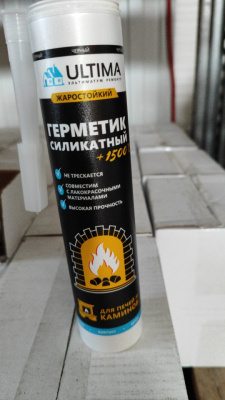 ЧЕРНЫЙ
ULTIMA
УЛЬТИМАТУМ РЕМОНТУ
ЖАРОСТОЙКИЙ
ГЕРМЕТИК
СИЛИКАТНЫЙ
+1500
НЕ ТРЕСКАЕТСЯ
СОВМЕСТИМ
С ЛАКОКРАСОЧНЫМИ
МАТЕРИАЛАМИ
ВЫСОКАЯ ПРОЧНОСТЬ
ДЛЯ ПЕЧЕЙ
КАМИНОВ